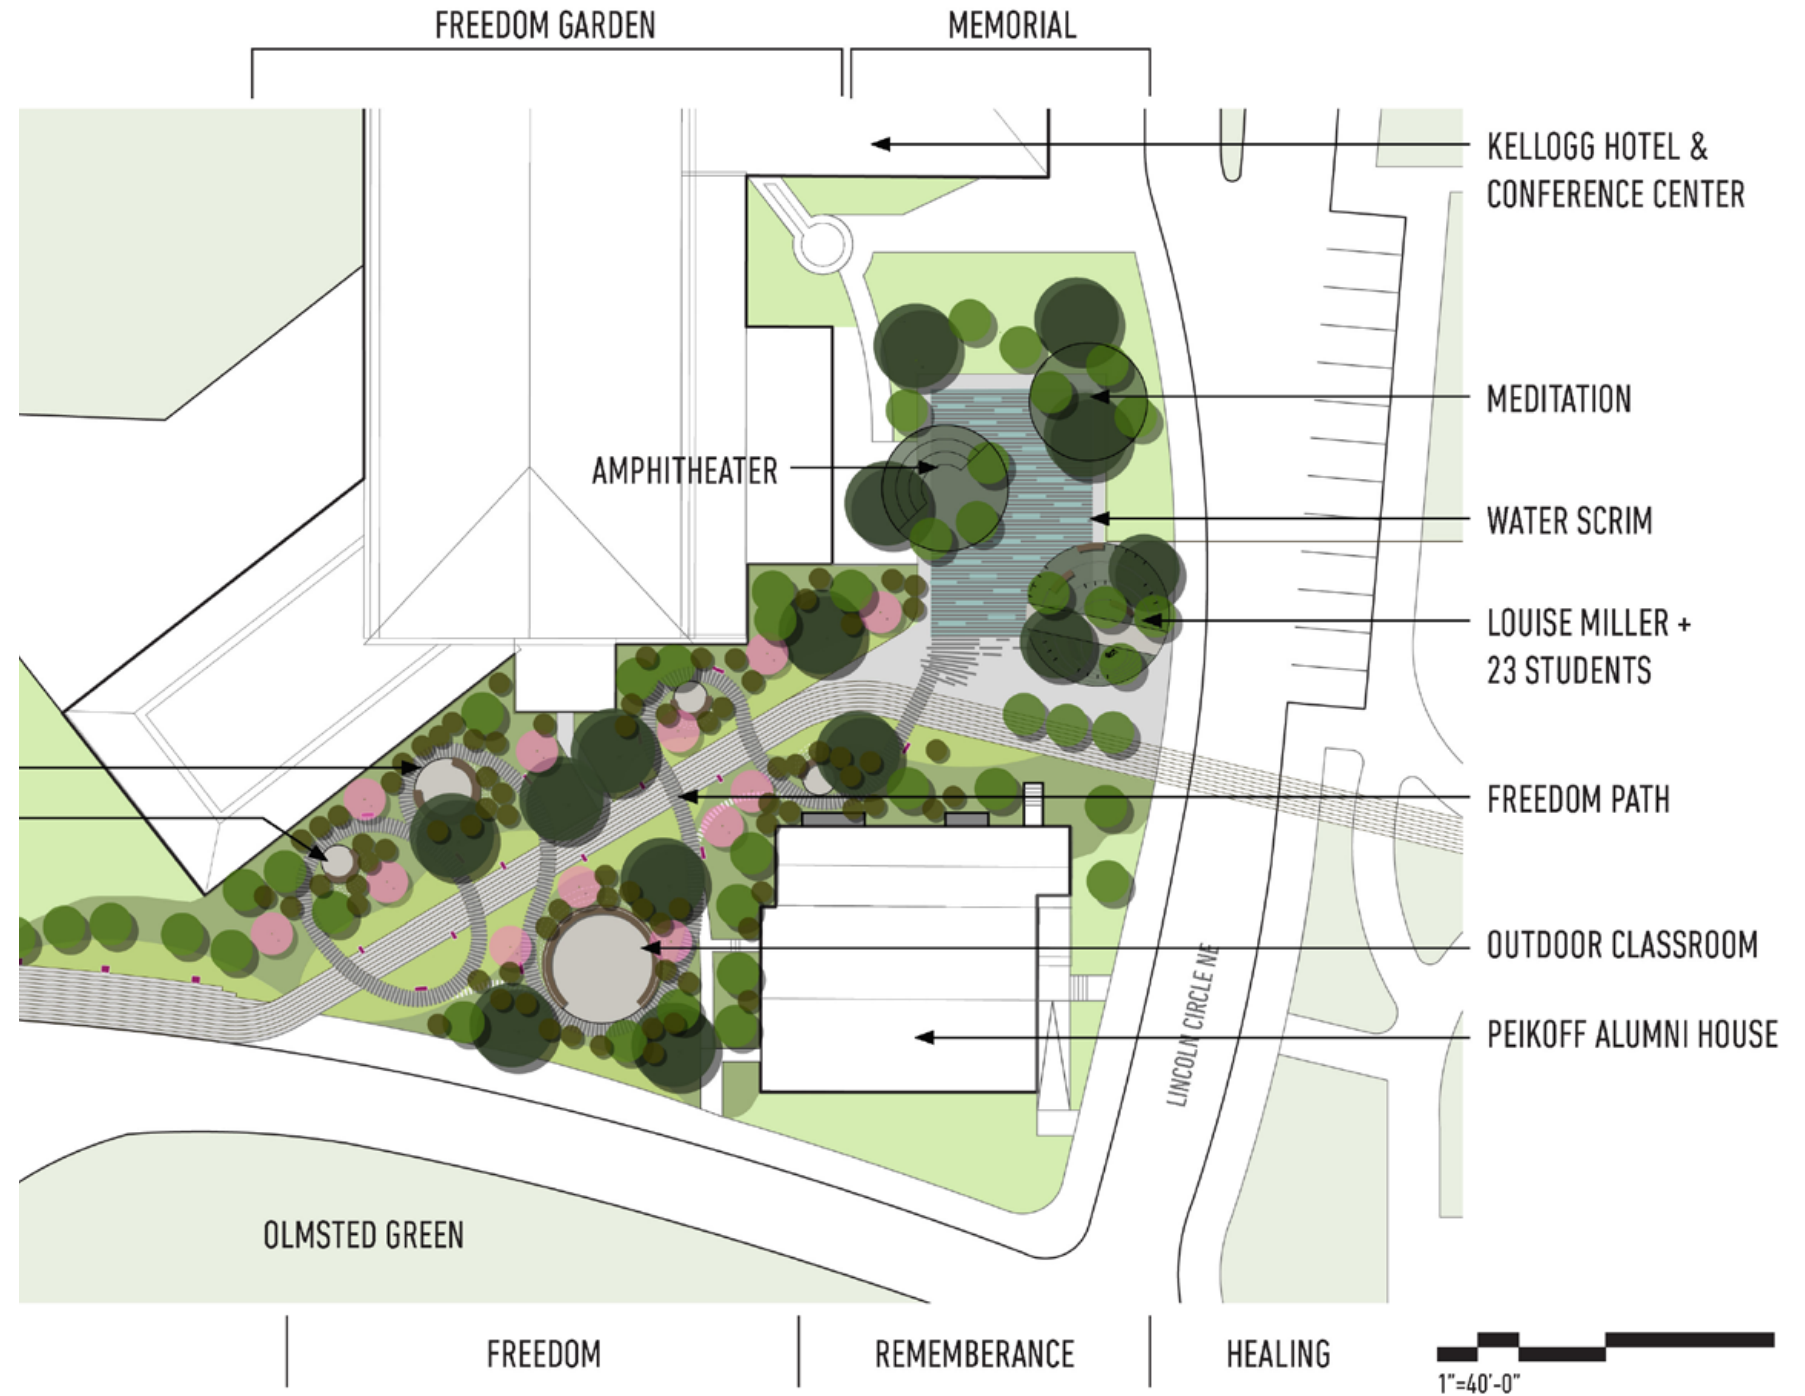 FREEDOM GARDEN
MEMORIAL
KELLOGG HOTEL &
CONFERENCE CENTER
MEDITATION
AMPHITHEATER
WATER SCRIM
LOUISE MILLER +
23 STUDENTS
FREEDOM PATH
OUTDOOR CLASSROOM
PEIKOFF ALUMNI HOUSE
LINCOLN CIRCLE NE
OLMSTED GREEN
FREEDOM
REMEMBERANCE
HEALING
1"=40'-0"